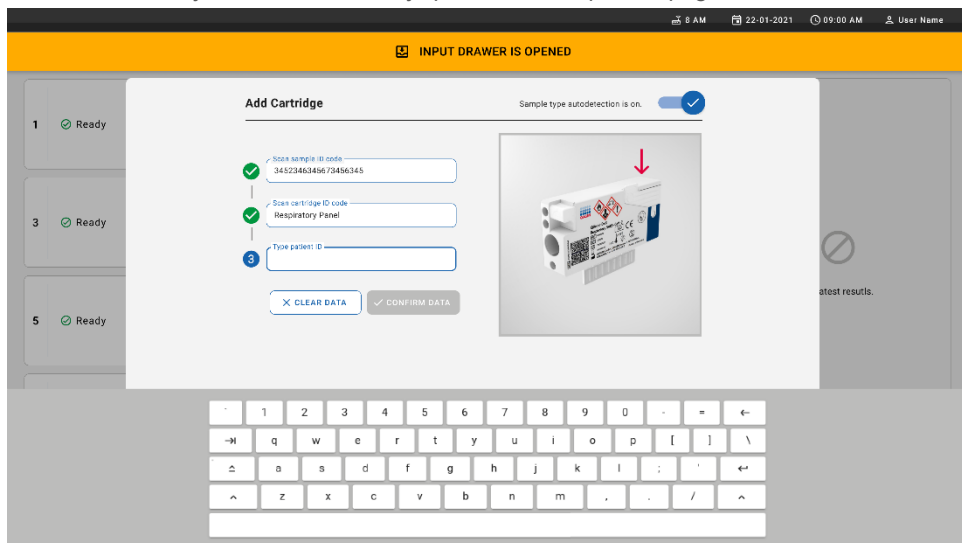 8 AM 22-01-2021 09:00 AM User Name
INPUT DRAWER IS OPENED
Add Cartridge
Sample type autodetection is on.
1 Ready
Scan sample ID code
34523463456734 56345
Scan cartridge ID code
Respiratory Panel
3 Ready
Type patient ID
3
CLEAR DATA CONFIRM DATA
atest resutls.
5 Ready
` 1 2 3 4 5 6 7 8 9 0 - =
q w e r t y u i o p [ ] \
a s d f g h j k l ; '
z x c v b n m , . /